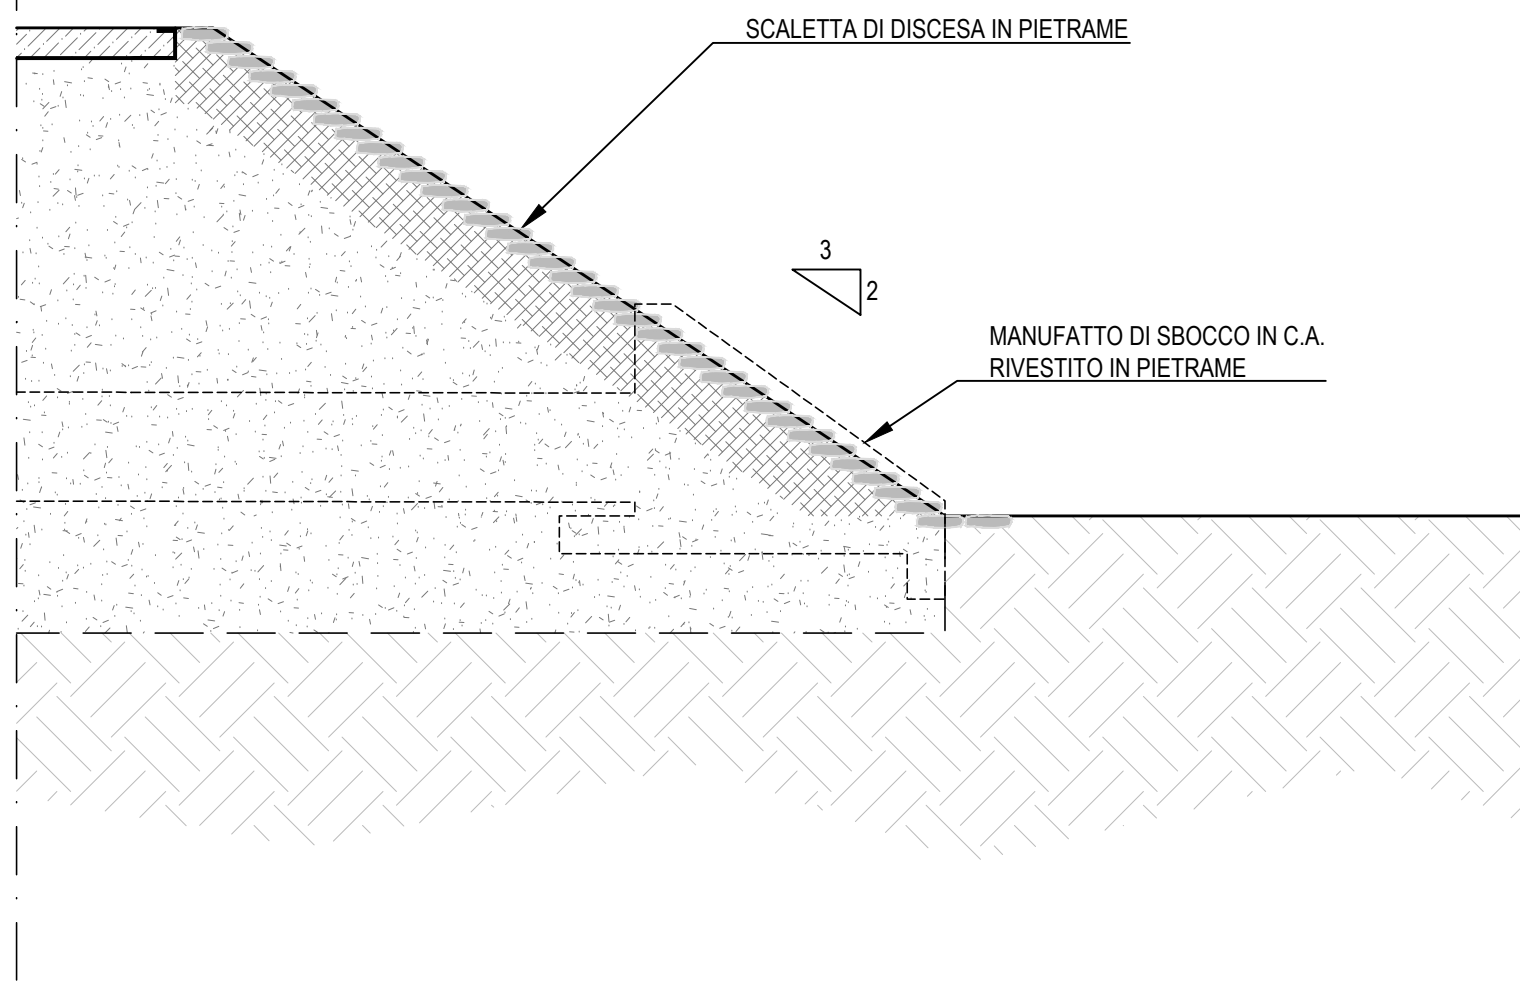 SCALETTA DI DISCESA IN PIETRAME
3
2
MANUFATTO DI SBOCCO IN C.A.
RIVESTITO IN PIETRAME